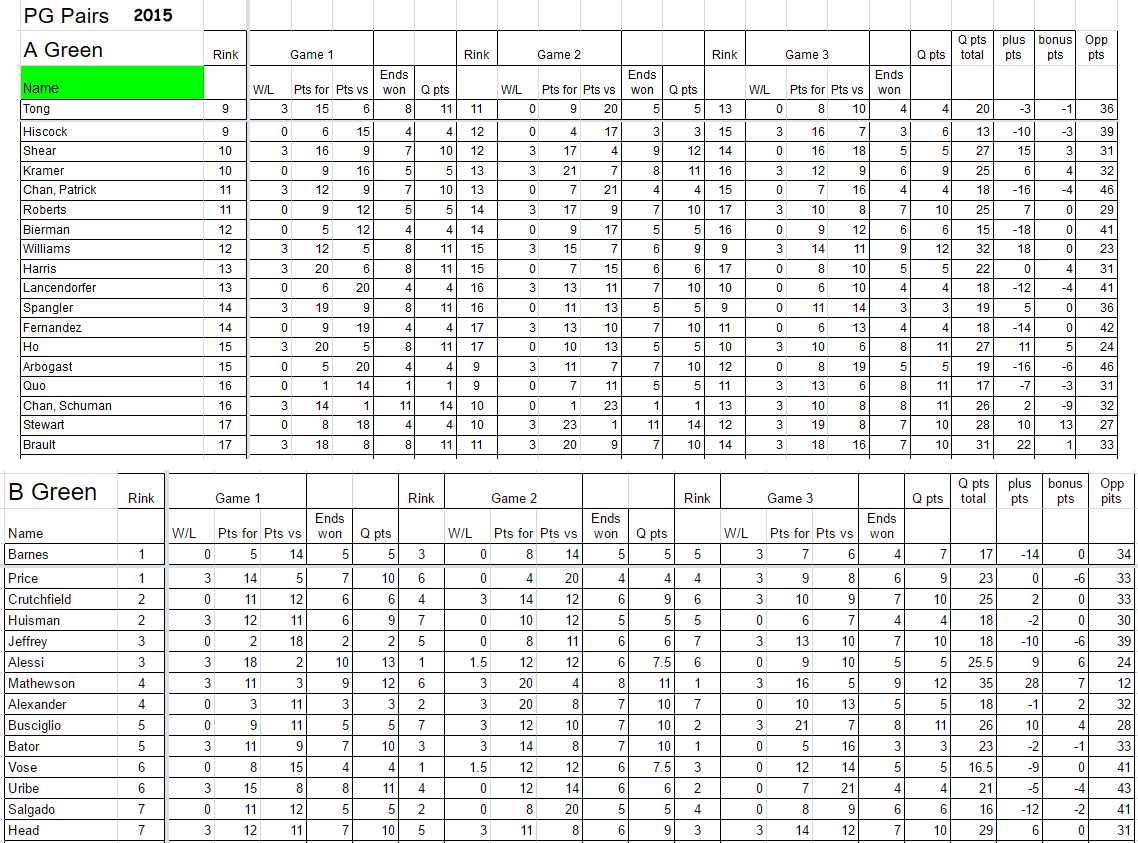 PG Pairs 2015
A Green Rink Game 1 Rink Game 2 Rink Game 3 Q pts Q pts total plus pts bonus pts Opp pts
Name W/L Pts for Pts vs Ends won Q pts W/L Pts for Pts vs Ends won Q pts W/L Pts for Pts vs Ends won
Tong 9 3 15 6 8 11 11 0 9 20 5 5 13 0 8 10 4 4 20 -3 -1 36
Hiscock 9 0 6 15 4 4 12 0 4 17 3 3 15 3 16 7 3 6 13 -10 -3 39
Shear 10 3 16 9 7 10 12 3 17 4 9 12 14 0 16 18 5 5 27 15 3 31
Kramer 10 0 9 16 5 5 13 3 21 7 8 11 16 3 12 9 6 9 25 6 4 32
Chan, Patrick 11 3 12 9 7 10 13 0 7 21 4 4 15 0 7 16 4 4 18 -16 -4 46
Roberts 11 0 9 12 5 5 14 3 17 9 7 10 17 3 10 8 7 10 25 7 0 29
Bierman 12 0 5 12 4 4 14 0 9 17 5 5 16 0 9 12 6 6 15 -18 0 41
Williams 12 3 12 5 8 11 15 3 15 7 6 9 9 3 14 11 9 12 32 18 0 23
Harris 13 3 20 6 8 11 15 0 7 15 6 6 17 0 8 10 5 5 22 0 4 31
Lancendorfer 13 0 6 20 4 4 16 3 13 11 7 10 10 0 6 10 4 4 18 -12 -4 41
Spangler 14 3 19 9 8 11 16 0 11 13 5 5 9 0 11 14 3 3 19 5 0 36
Fernandez 14 0 9 19 4 4 17 3 13 10 7 10 11 0 6 13 4 4 18 -14 0 42
Ho 15 3 20 5 8 11 17 0 10 13 5 5 10 3 10 6 8 11 27 11 5 24
Arbogast 15 0 5 20 4 4 9 3 11 7 7 10 12 0 8 19 5 5 19 -16 -6 46
Quo 16 0 1 14 1 1 9 0 7 11 5 5 11 3 13 6 8 11 17 -7 -3 31
Chan, Schuman 16 3 14 1 11 14 10 0 1 23 1 1 13 3 10 8 8 11 26 2 -9 32
Stewart 17 0 8 18 4 4 10 3 23 1 11 14 12 3 19 8 7 10 28 10 13 27
Brault 17 3 18 8 8 11 11 3 20 9 7 10 14 3 18 16 7 10 31 22 1 33
B Green Rink Game 1 Rink Game 2 Rink Game 3 Q pts Q pts total plus pts bonus pts Opp pits
Name W/L Pts for Pts vs Ends won Q pts W/L Pts for Pts vs Ends won Q pts W/L Pts for Pts vs Ends won
Barnes 1 0 5 14 5 5 3 0 8 14 5 5 5 3 7 6 4 7 17 -14 0 34
Price 1 3 14 5 7 10 6 0 4 20 4 4 4 3 9 8 6 9 23 0 -6 33
Crutchfield 2 0 11 12 6 6 4 3 14 12 6 9 6 3 10 9 7 10 25 2 0 33
Huisman 2 3 12 11 6 9 7 0 10 12 5 5 5 0 6 7 4 4 18 -2 0 30
Jeffrey 3 0 2 18 2 2 5 0 8 11 6 6 7 3 13 10 7 10 18 -10 -6 39
Alessi 3 3 18 2 10 13 1 1.5 12 12 6 7.5 6 0 9 10 5 5 25.5 9 6 24
Mathewson 4 3 11 3 9 12 6 3 20 4 8 11 1 3 16 5 9 12 35 28 7 12
Alexander 4 0 3 11 3 3 2 3 20 8 7 10 7 0 10 13 5 5 18 -1 2 32
Busciglio 5 0 9 11 5 5 7 3 12 10 7 10 2 3 21 7 8 11 26 10 4 28
Bator 5 3 11 9 7 10 3 3 14 8 7 10 1 0 5 16 3 3 23 -2 -1 33
Vose 6 0 8 15 4 4 1 1.5 12 12 6 7.5 3 0 12 14 5 5 16.5 -9 0 41
Uribe 6 3 15 8 8 11 4 0 12 14 6 6 2 0 7 21 4 4 21 -5 -4 43
Salgado 7 0 11 12 5 5 2 0 8 20 5 5 4 0 8 9 6 6 16 -12 -2 41
Head 7 3 12 11 7 10 5 3 11 8 6 9 3 3 14 12 7 10 29 6 0 31